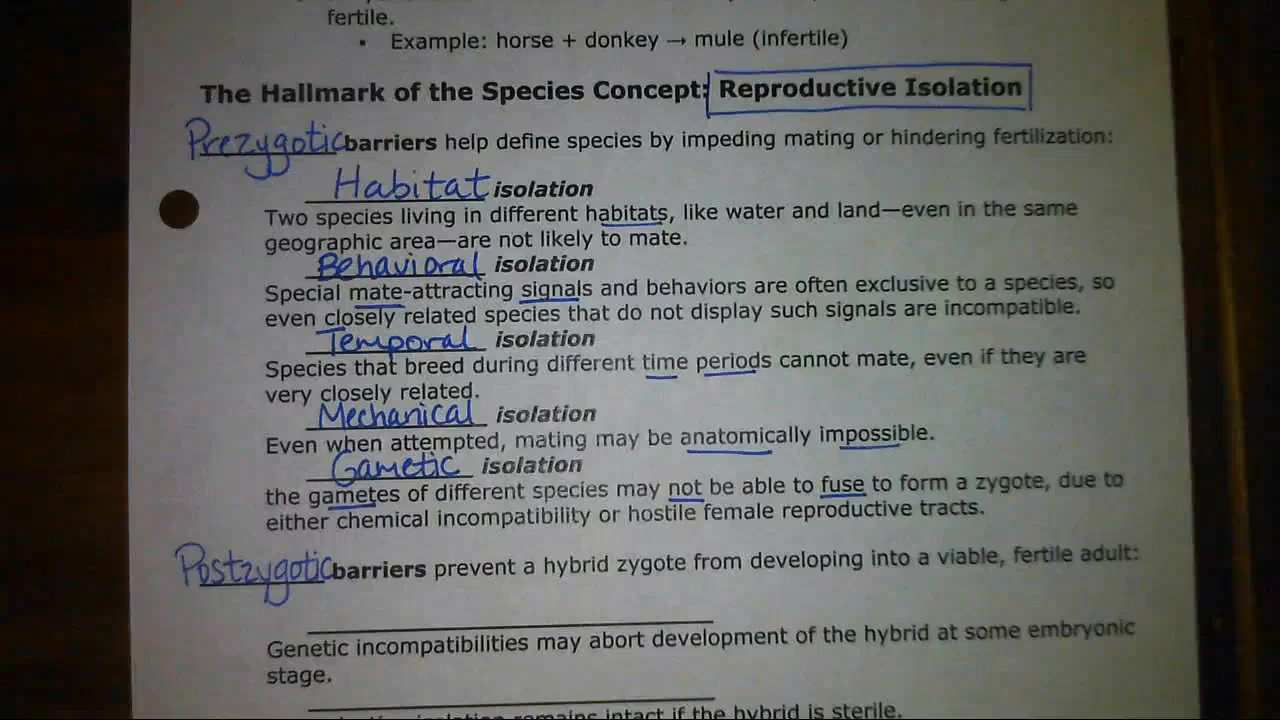 fertile.
• Example: horse + donkey → mule (infertile)
The Hallmark of the Species Concept: Reproductive Isolation
Prezygotic barriers help define species by impeding mating or hindering fertilization:
Habitat isolation
Two species living in different habitats, like water and land—even in the same
geographic area—are not likely to mate.
Behavioral isolation
Special mate-attracting signals and behaviors are often exclusive to a species, so
even closely related species that do not display such signals are incompatible.
Temporal isolation
Species that breed during different time periods cannot mate, even if they are
very closely related.
Mechanical isolation
Even when attempted, mating may be anatomically impossible.
Gametic isolation
the gametes of different species may not be able to fuse to form a zygote, due to
either chemical incompatibility or hostile female reproductive tracts.
Postzygotic barriers prevent a hybrid zygote from developing into a viable, fertile adult:
Genetic incompatibilities may abort development of the hybrid at some embryonic
stage.
isolation remains intact if the hybrid is sterile.